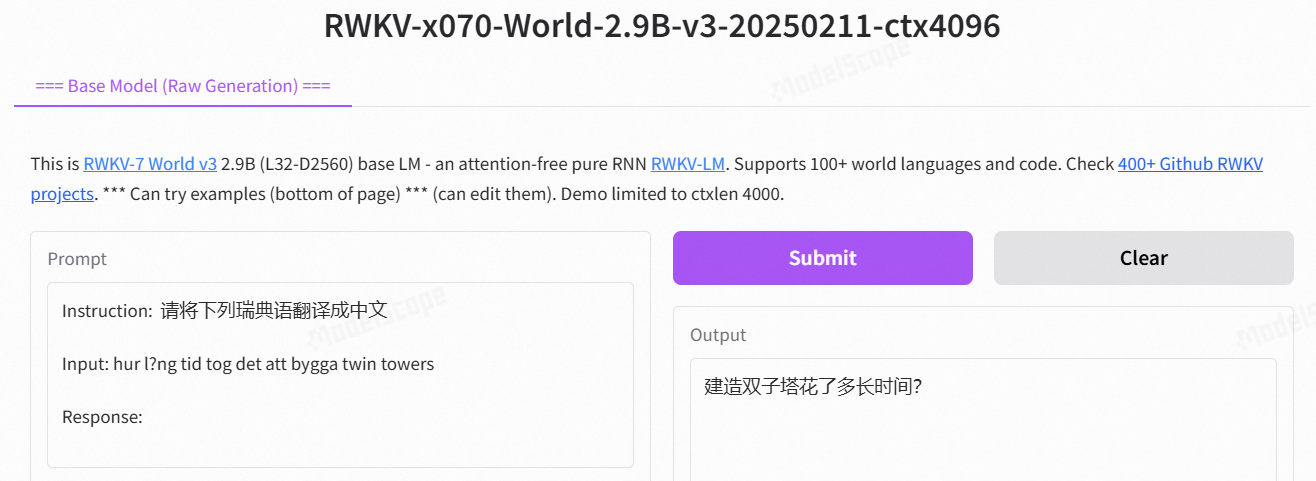 RWKV-x070-World-2.9B-v3-20250211-ctx4096
=== Base Model (Raw Generation) ===
This is RWKV-7 World v3 2.9B (L32-D2560) base LM - an attention-free pure RNN RWKV-LM. Supports 100+ world languages and code. Check 400+ Github RWKV
projects. *** Can try examples (bottom of page) *** (can edit them). Demo limited to ctxlen 4000.
Prompt
Instruction: 请将下列瑞典语翻译成中文
Input: hur l?ng tid tog det att bygga twin towers
Response:
Submit
Clear
Output
建造双子塔花了多长时间?
ModelScope
ModelScope
ModelScope